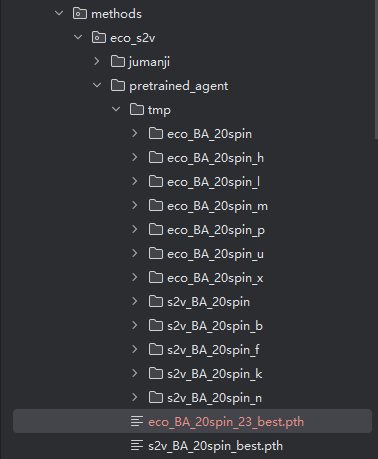 methods
eco_s2v
jumanji
pretrained_agent
tmp
eco_BA_20spin
eco_BA_20spin_h
eco_BA_20spin_l
eco_BA_20spin_m
eco_BA_20spin_p
eco_BA_20spin_u
eco_BA_20spin_x
s2v_BA_20spin
s2v_BA_20spin_b
s2v_BA_20spin_f
s2v_BA_20spin_k
s2v_BA_20spin_n
eco_BA_20spin_23_best.pth
s2v_BA_20spin_best.pth